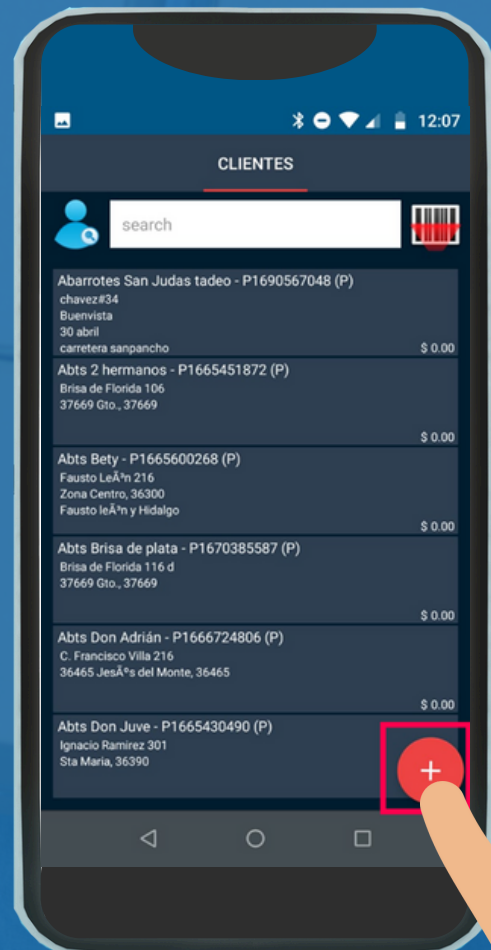 12:07
CLIENTES
search
Abarrotes San Judas tadeo - P1690567048 (P)
chavez#34
Buenvista
30 abril
carretera sanpancho
$ 0.00
Abts 2 hermanos - P1665451872 (P)
Brisa de Florida 106
37669 Gto., 37669
$ 0.00
Abts Bety - P1665600268 (P)
Fausto LeÃ³n 216
Zona Centro, 36300
Fausto leÃ³n y Hidalgo
$ 0.00
Abts Brisa de plata - P1670385587 (P)
Brisa de Florida 116 d
37669 Gto., 37669
$ 0.00
Abts Don Adrián - P1666724806 (P)
C. Francisco Villa 216
36465 JesÃºs del Monte, 36465
$ 0.00
Abts Don Juve - P1665430490 (P)
Ignacio Ramirez 301
Sta Maria, 36390
+